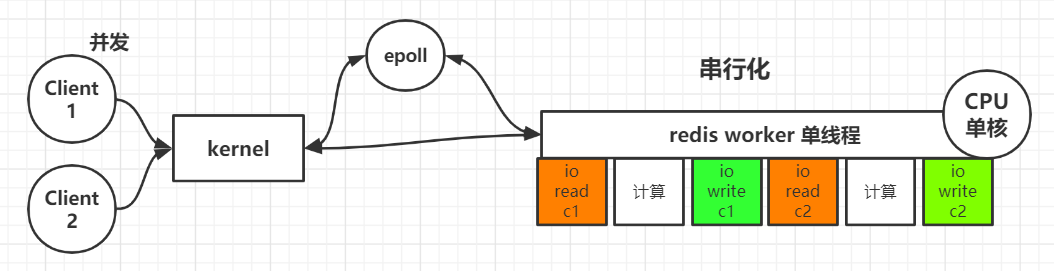 并发
Client
1
Client
2
kernel
epoll
串行化
CPU
单核
redis worker 单线程
io
read
c1
计算
io
write
c1
io
read
c2
计算
io
write
c2